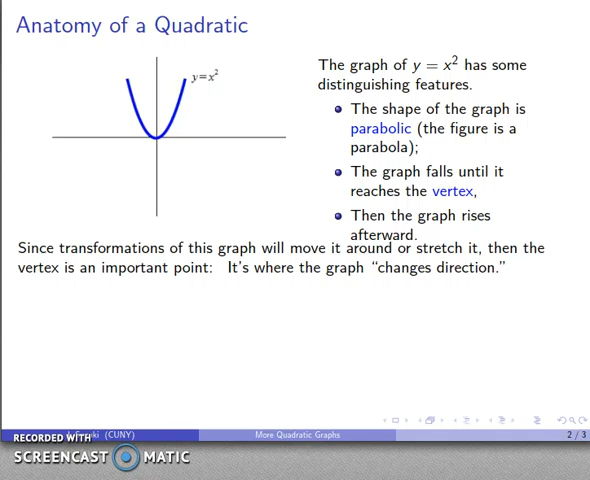 Anatomy of a Quadratic
y=x²
The graph of y = x² has some
distinguishing features.
The shape of the graph is
parabolic (the figure is a
parabola);
The graph falls until it
reaches the vertex,
Then the graph rises
afterward.
Since transformations of this graph will move it around or stretch it, then the
vertex is an important point: It's where the graph “changes direction.”
(CUNY)
More Quadratic Graphs
2 / 3
RECORDED WITH
SCREENCAST MATIC